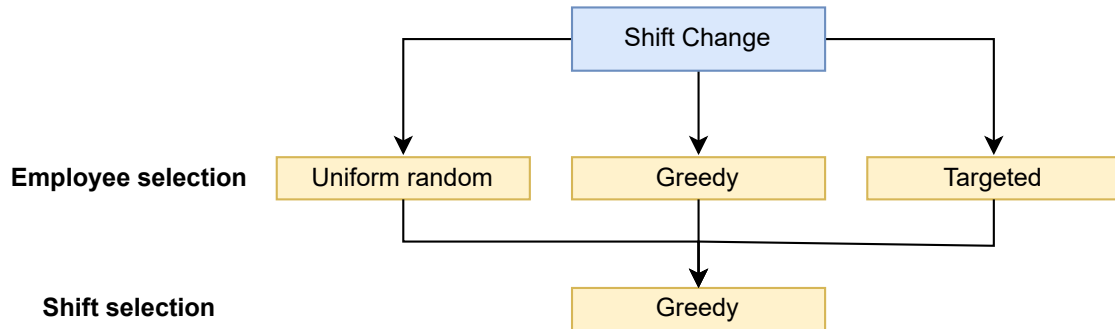 Shift Change
Employee selection
Uniform random
Greedy
Targeted
Shift selection
Greedy